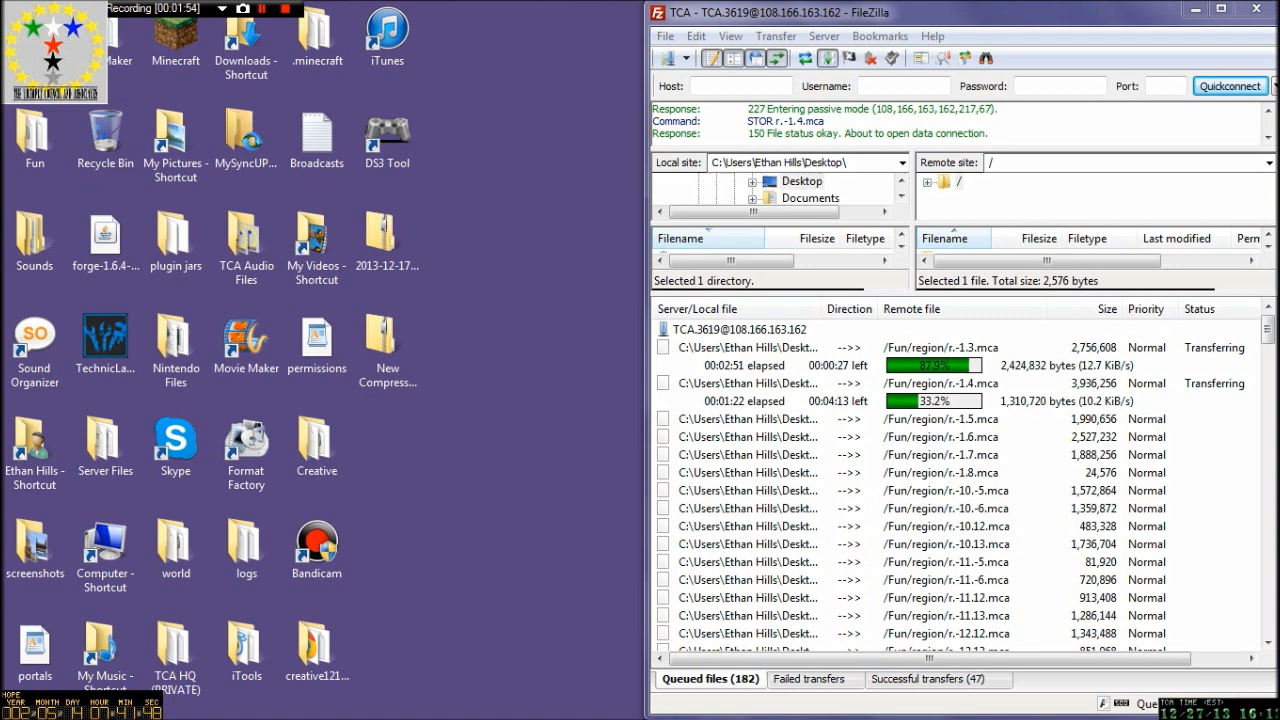 Recording [00:01:54]
Maker
Minecraft
Downloads - Shortcut
.minecraft
iTunes
Fun
Recycle Bin
My Pictures - Shortcut
MySyncUP...
Broadcasts
DS3 Tool
Sounds
forge-1.6.4-...
plugin jars
TCA Audio Files
My Videos - Shortcut
2013-12-17...
SO
Sound Organizer
TechnicLa...
Nintendo Files
Movie Maker
permissions
New Compress...
Ethan Hills - Shortcut
Server Files
Skype
Format Factory
Creative
screenshots
Computer - Shortcut
world
logs
Bandicam
portals
My Music - Shortcut
TCA HQ (PRIVATE)
iTools
creative121...
HOPE
YEAR MONTH DAY HOUR MIN SEC
TCA - TCA.3619@108.166.163.162 - FileZilla
File Edit View Transfer Server Bookmarks Help
Host: Username: Password: Port: Quickconnect
Response: 227 Entering passive mode (108,166,163,162,217,67).
Command: STOR r.-1.4.mca
Response: 150 File status okay. About to open data connection.
Local site: C:\Users\Ethan Hills\Desktop\
Remote site: /
Desktop
Documents
/
Filename Filesize Filetype
Filename Filesize Filetype Last modified Perm
Selected 1 directory.
Selected 1 file. Total size: 2,576 bytes
Server/Local file Direction Remote file Size Priority Status
TCA.3619@108.166.163.162
C:\Users\Ethan Hills\Deskt... -->> /Fun/region/r.-1.3.mca 2,756,608 Normal Transferring
00:02:51 elapsed 00:00:27 left 87.9% 2,424,832 bytes (12.7 KiB/s)
C:\Users\Ethan Hills\Deskt... -->> /Fun/region/r.-1.4.mca 3,936,256 Normal Transferring
00:01:22 elapsed 00:04:13 left 33.2% 1,310,720 bytes (10.2 KiB/s)
C:\Users\Ethan Hills\Deskt... -->> /Fun/region/r.-1.5.mca 1,990,656 Normal
C:\Users\Ethan Hills\Deskt... -->> /Fun/region/r.-1.6.mca 2,527,232 Normal
C:\Users\Ethan Hills\Deskt... -->> /Fun/region/r.-1.7.mca 1,888,256 Normal
C:\Users\Ethan Hills\Deskt... -->> /Fun/region/r.-1.8.mca 24,576 Normal
C:\Users\Ethan Hills\Deskt... -->> /Fun/region/r.-10.-5.mca 1,572,864 Normal
C:\Users\Ethan Hills\Deskt... -->> /Fun/region/r.-10.-6.mca 1,359,872 Normal
C:\Users\Ethan Hills\Deskt... -->> /Fun/region/r.-10.12.mca 483,328 Normal
C:\Users\Ethan Hills\Deskt... -->> /Fun/region/r.-10.13.mca 1,736,704 Normal
C:\Users\Ethan Hills\Deskt... -->> /Fun/region/r.-11.-5.mca 81,920 Normal
C:\Users\Ethan Hills\Deskt... -->> /Fun/region/r.-11.-6.mca 720,896 Normal
C:\Users\Ethan Hills\Deskt... -->> /Fun/region/r.-11.12.mca 913,408 Normal
C:\Users\Ethan Hills\Deskt... -->> /Fun/region/r.-11.13.mca 1,286,144 Normal
C:\Users\Ethan Hills\Deskt... -->> /Fun/region/r.-12.12.mca 1,343,488 Normal
Queued files (182) Failed transfers Successful transfers (47)
Que
TCA TIME (EST)
12/27/13 16:1